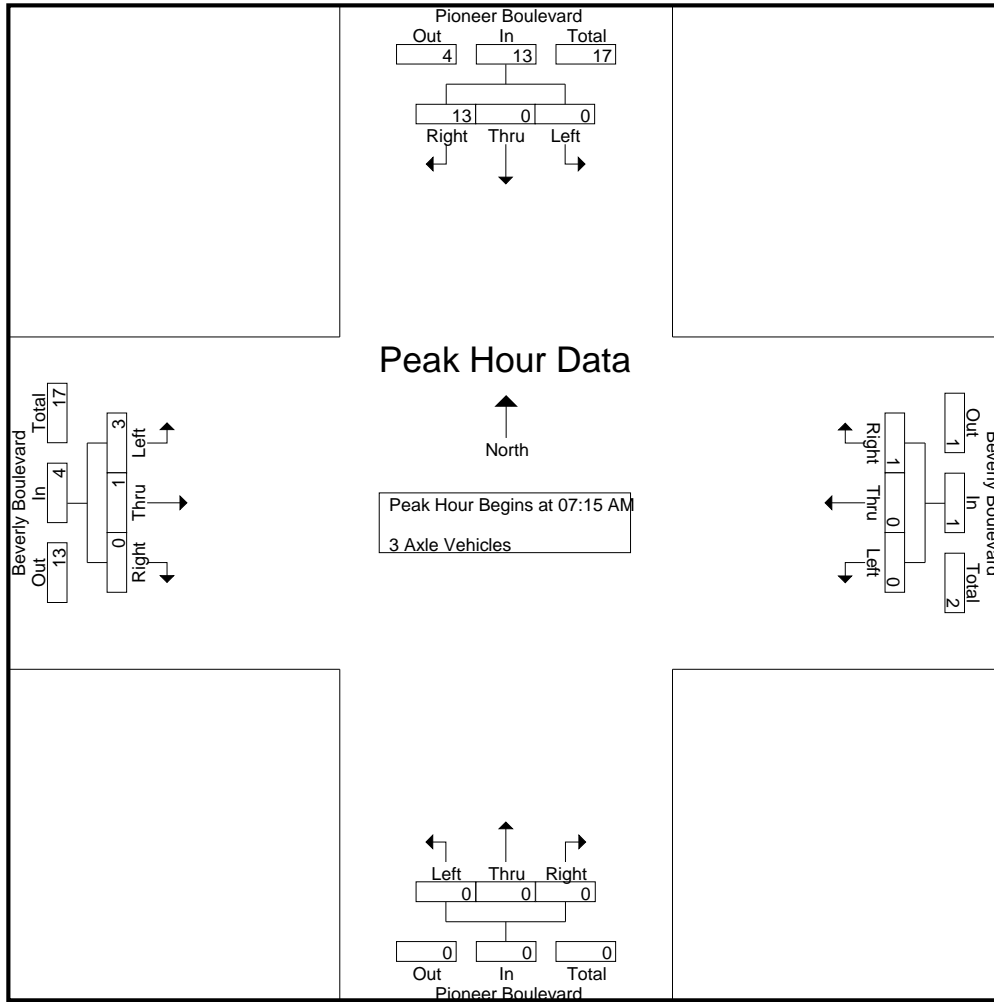 Pioneer Boulevard
Out In Total
4 13 17
13 0 0
Right Thru Left
Peak Hour Data
North
Peak Hour Begins at 07:15 AM
3 Axle Vehicles
Beverly Boulevard
Out In Total
13 4 17
3 1 0
Left Thru Right
Beverly Boulevard
Out In Total
1 1 2
1 0 0
Right Thru Left
Left Thru Right
0 0 0
0 0 0
Out In Total
Pioneer Boulevard